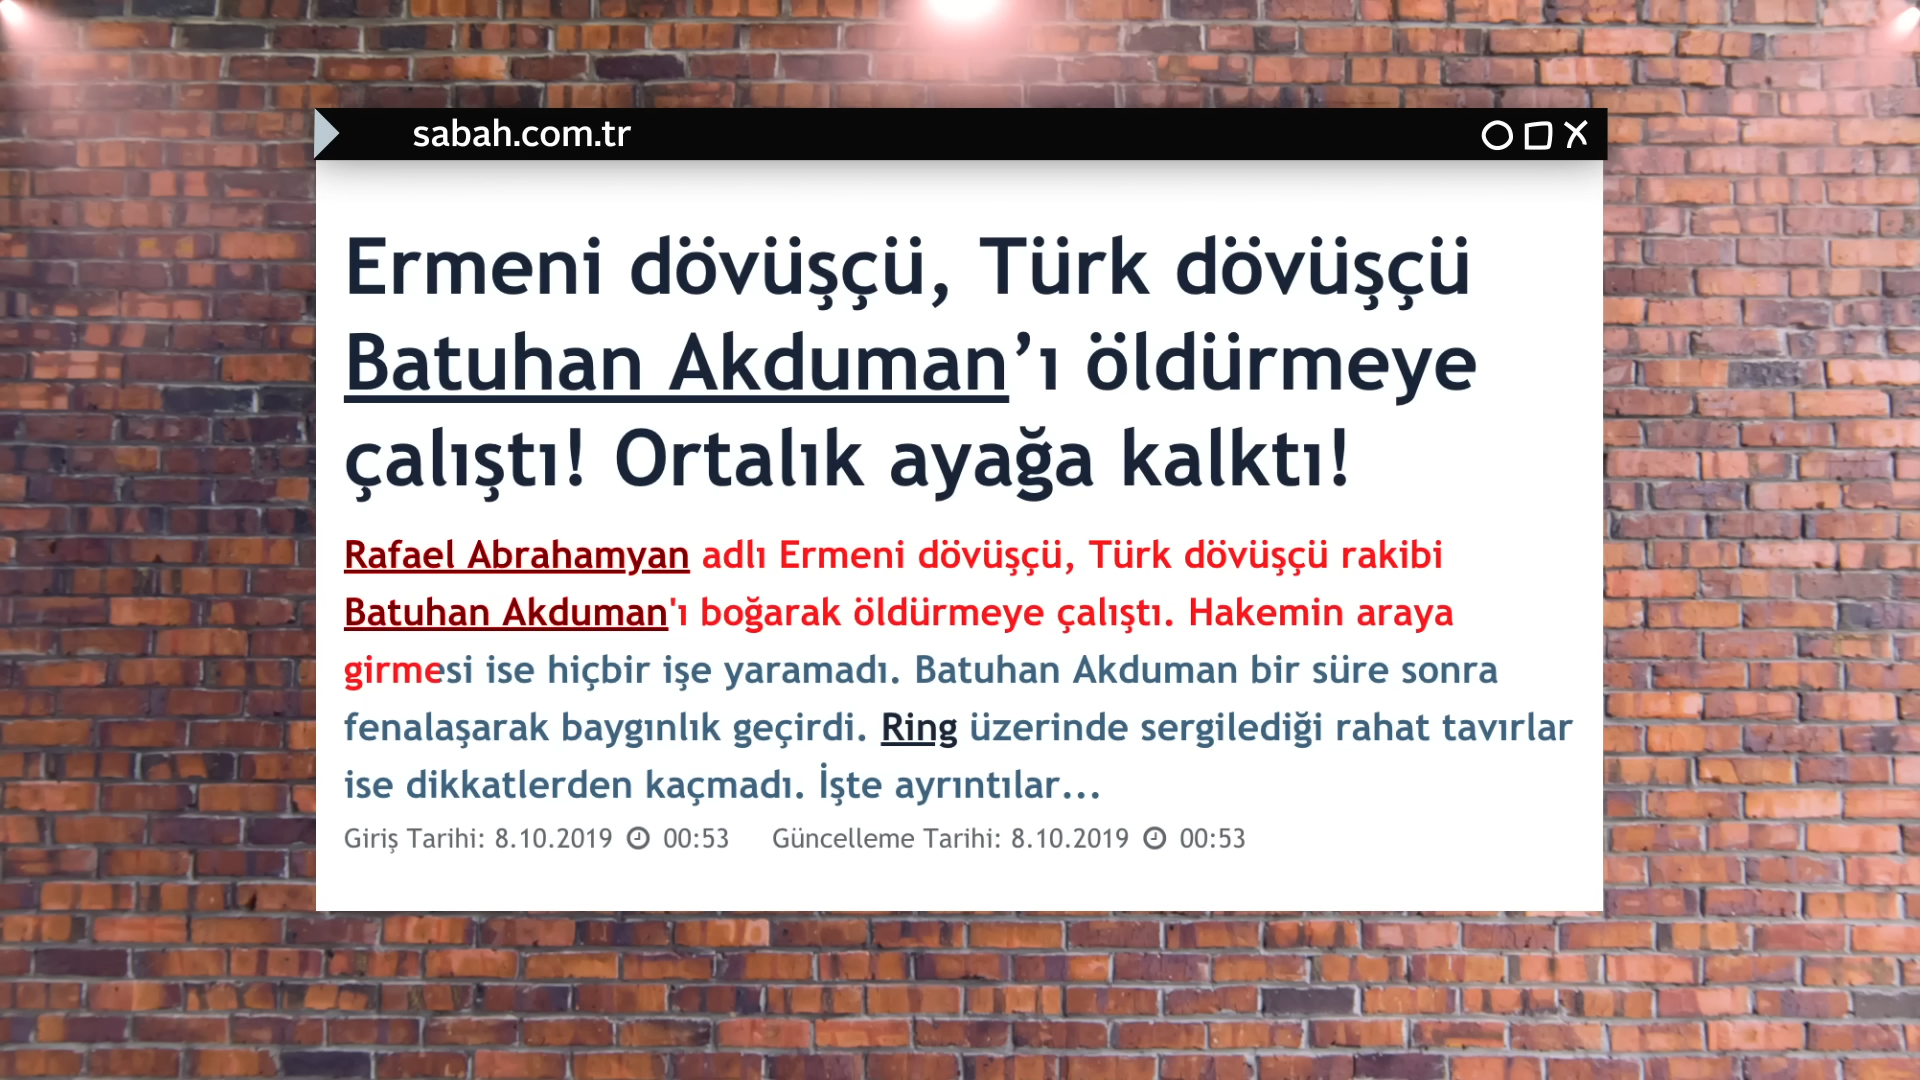 sabah.com.tr
Ermeni dövüşçü, Türk dövüşçü
Batuhan Akduman’ı öldürmeye
çalıştı! Ortalık ayağa kalktı!
Rafael Abrahamyan adlı Ermeni dövüşçü, Türk dövüşçü rakibi
Batuhan Akduman'ı boğarak öldürmeye çalıştı. Hakemin araya
girmesi ise hiçbir işe yaramadı. Batuhan Akduman bir süre sonra
fenalaşarak baygınlık geçirdi. Ring üzerinde sergilediği rahat tavırlar
ise dikkatlerden kaçmadı. İşte ayrıntılar...
Giriş Tarihi: 8.10.2019 00:53 Güncelleme Tarihi: 8.10.2019 00:53